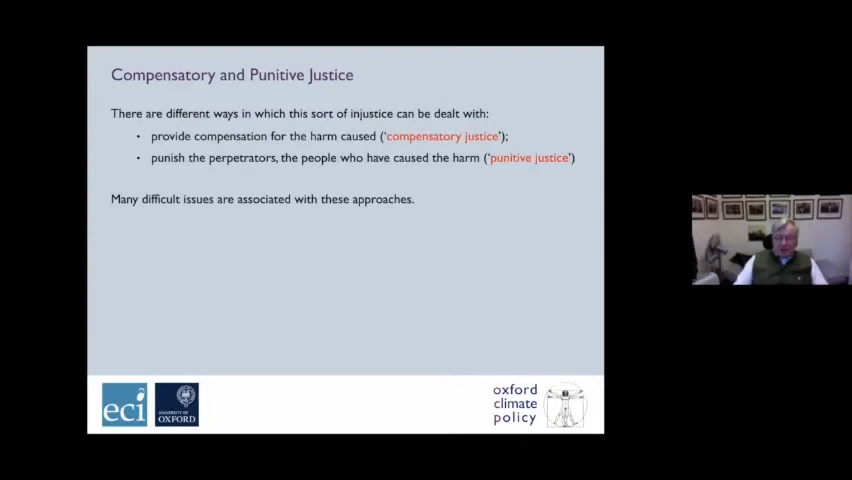 Compensatory and Punitive Justice
There are different ways in which this sort of injustice can be dealt with:
• provide compensation for the harm caused (‘compensatory justice’);
• punish the perpetrators, the people who have caused the harm (‘punitive justice’)
Many difficult issues are associated with these approaches.
eci
UNIVERSITY OF
OXFORD
oxford
climate
policy